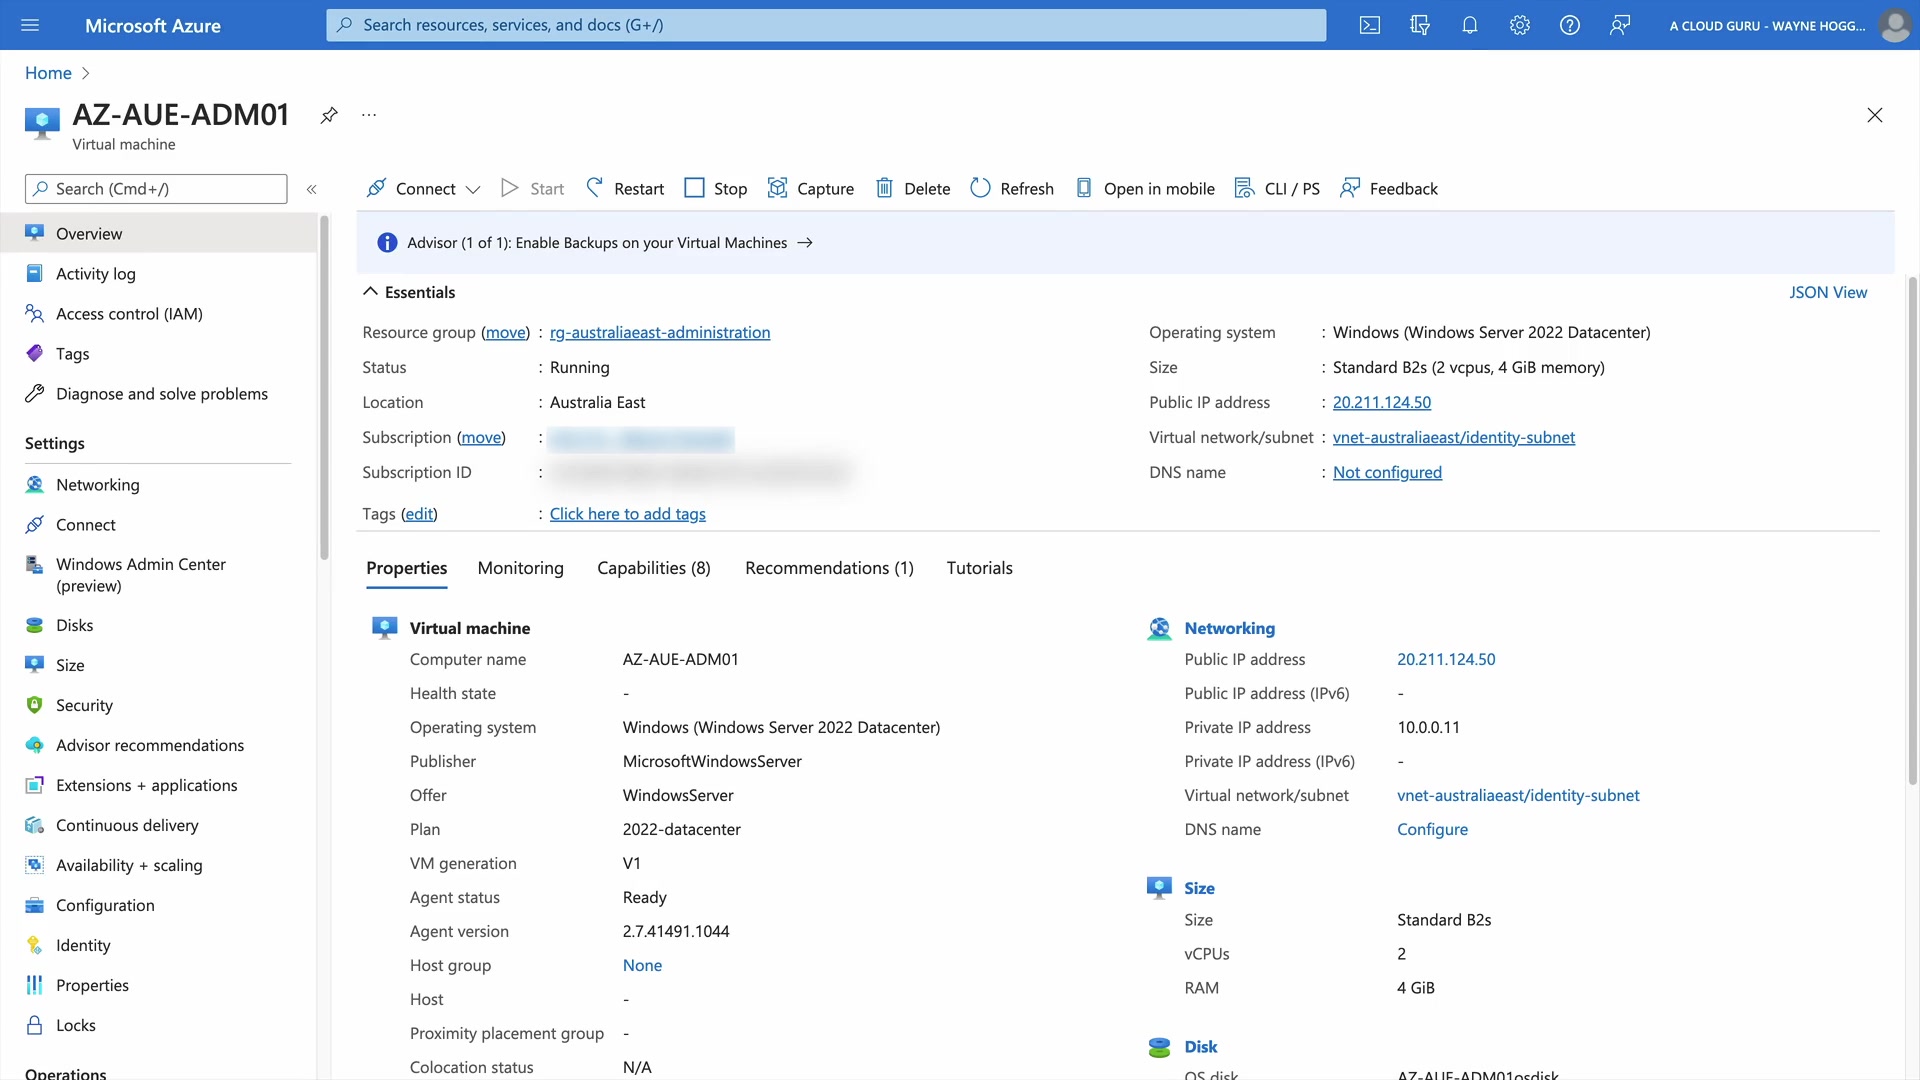 Microsoft Azure
Search resources, services, and docs (G+/)
A CLOUD GURU - WAYNE HOGG...
Home
AZ-AUE-ADM01
...
Virtual machine
Search (Cmd+/)
«
Connect
Start
Restart
Stop
Capture
Delete
Refresh
Open in mobile
CLI / PS
Feedback
Overview
Activity log
Access control (IAM)
Tags
Diagnose and solve problems
Settings
Networking
Connect
Windows Admin Center
(preview)
Disks
Size
Security
Advisor recommendations
Extensions + applications
Continuous delivery
Availability + scaling
Configuration
Identity
Properties
Locks
Operations
Advisor (1 of 1): Enable Backups on your Virtual Machines →
Essentials
JSON View
Resource group (move) : rg-australiaeast-administration
Status : Running
Location : Australia East
Subscription (move) :
Subscription ID :
Tags (edit) : Click here to add tags
Operating system : Windows (Windows Server 2022 Datacenter)
Size : Standard B2s (2 vcpus, 4 GiB memory)
Public IP address : 20.211.124.50
Virtual network/subnet : vnet-australiaeast/identity-subnet
DNS name : Not configured
Properties
Monitoring
Capabilities (8)
Recommendations (1)
Tutorials
Virtual machine
Computer name AZ-AUE-ADM01
Health state -
Operating system Windows (Windows Server 2022 Datacenter)
Publisher MicrosoftWindowsServer
Offer WindowsServer
Plan 2022-datacenter
VM generation V1
Agent status Ready
Agent version 2.7.41491.1044
Host group None
Host -
Proximity placement group -
Colocation status N/A
Networking
Public IP address 20.211.124.50
Public IP address (IPv6) -
Private IP address 10.0.0.11
Private IP address (IPv6) -
Virtual network/subnet vnet-australiaeast/identity-subnet
DNS name Configure
Size
Size Standard B2s
vCPUs 2
RAM 4 GiB
Disk
OS disk AZ-AUE-ADM01osdisk